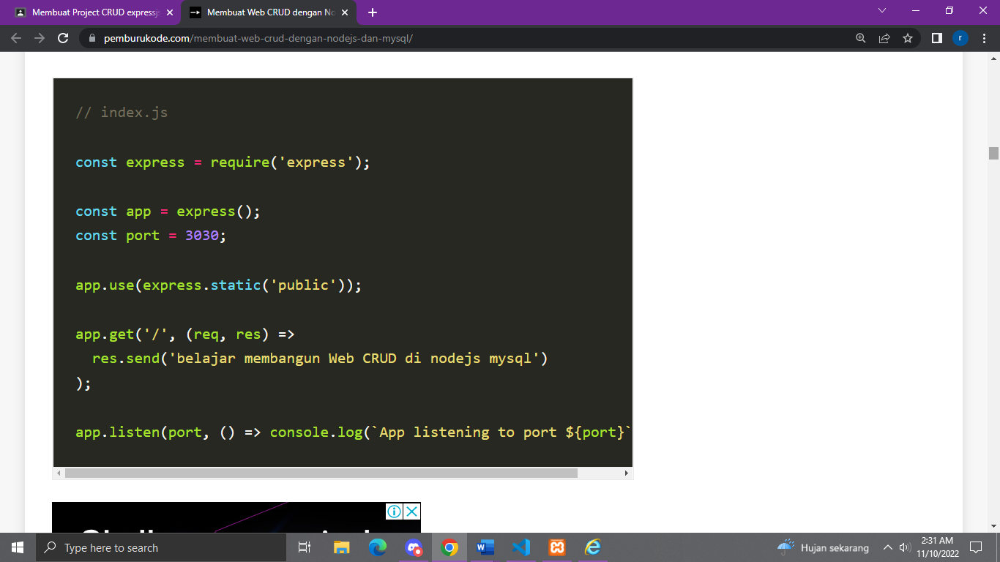 Membuat Project CRUD expressjs
Membuat Web CRUD dengan No
pemburukode.com/membuat-web-crud-dengan-nodejs-dan-mysql/
r
// index.js
const express = require('express');
const app = express();
const port = 3030;
app.use(express.static('public'));
app.get('/', (req, res) =>
res.send('belajar membangun Web CRUD di nodejs mysql')
);
app.listen(port, () => console.log(`App listening to port ${port}`
Type here to search
Hujan sekarang
2:31 AM
11/10/2022